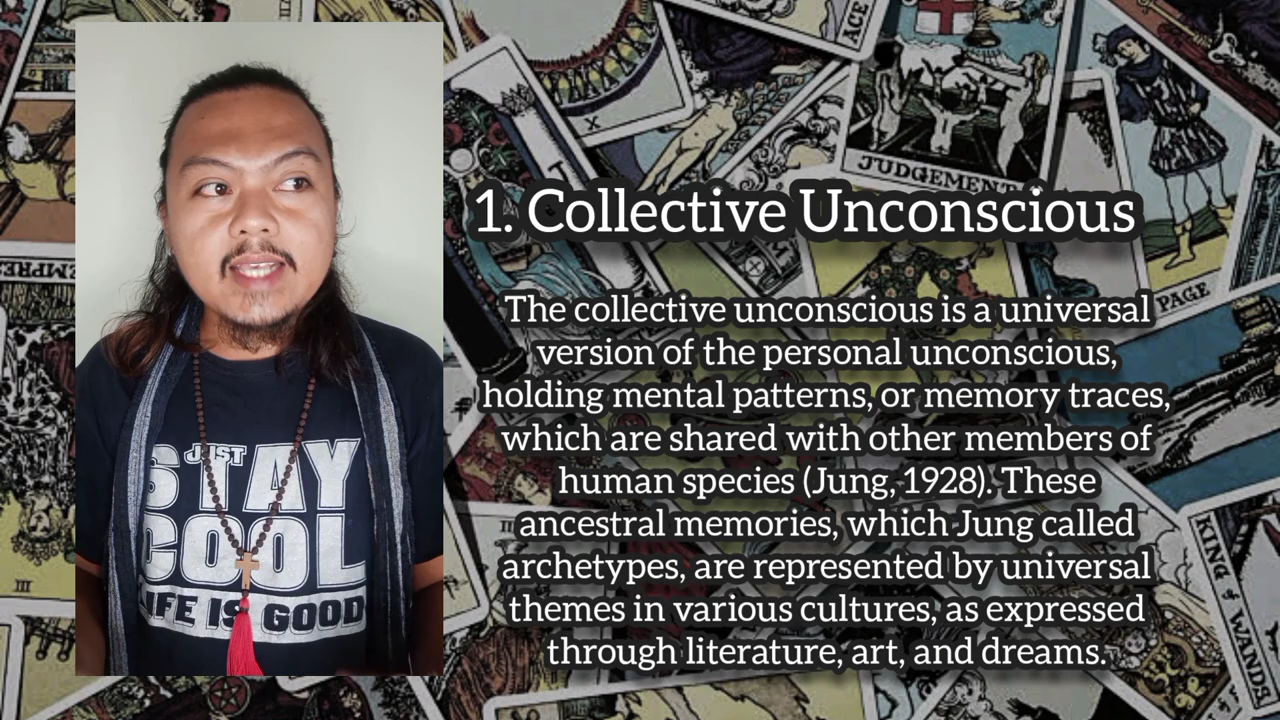 1. Collective Unconscious
The collective unconscious is a universal
version of the personal unconscious,
holding mental patterns, or memory traces,
which are shared with other members of
human species (Jung, 1928). These
ancestral memories, which Jung called
archetypes, are represented by universal
themes in various cultures, as expressed
through literature, art, and dreams.
JUST
STAY
COOL
LIFE IS GOOD
ACE
X
JUDGEMENT
PAGE
KING of WANDS
III